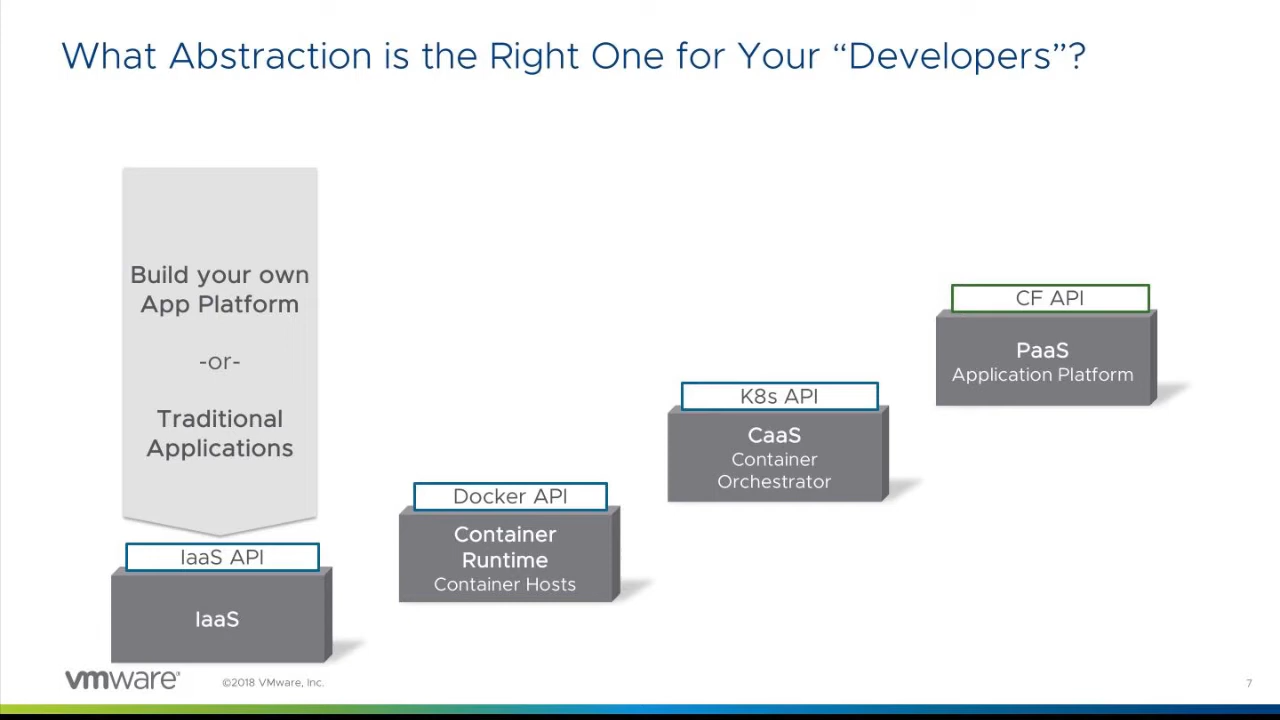 What Abstraction is the Right One for Your “Developers”?
Build your own
App Platform
-or-
Traditional
Applications
IaaS API
IaaS
Docker API
Container
Runtime
Container Hosts
K8s API
CaaS
Container
Orchestrator
CF API
PaaS
Application Platform
vmware®
©2018 VMware, Inc.
7